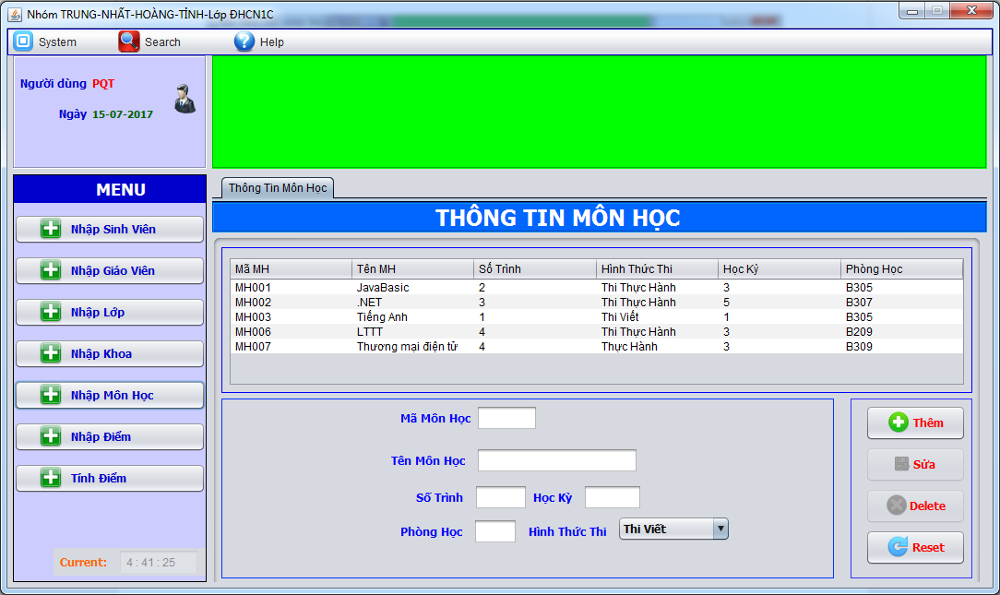 Nhóm TRUNG-NHẤT-HOÀNG-TỈNH-Lớp ĐHCN1C
System Search Help
Người dùng PQT
Ngày 15-07-2017
MENU
Nhập Sinh Viên
Nhập Giáo Viên
Nhập Lớp
Nhập Khoa
Nhập Môn Học
Nhập Điểm
Tính Điểm
Current: 4:41:25
Thông Tin Môn Học
THÔNG TIN MÔN HỌC
Mã MH Tên MH Số Trình Hình Thức Thi Học Kỳ Phòng Học
MH001 JavaBasic 2 Thi Thực Hành 3 B305
MH002 .NET 3 Thi Thực Hành 5 B307
MH003 Tiếng Anh 1 Thi Viết 1 B305
MH006 LTTT 4 Thi Thực Hành 3 B209
MH007 Thương mại điện tử 4 Thực Hành 3 B309
Mã Môn Học
Tên Môn Học
Số Trình Học Kỳ
Phòng Học Hình Thức Thi Thi Viết
Thêm
Sửa
Delete
Reset